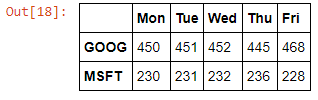 Out[18]:
Mon Tue Wed Thu Fri
GOOG 450 451 452 445 468
MSFT 230 231 232 236 228